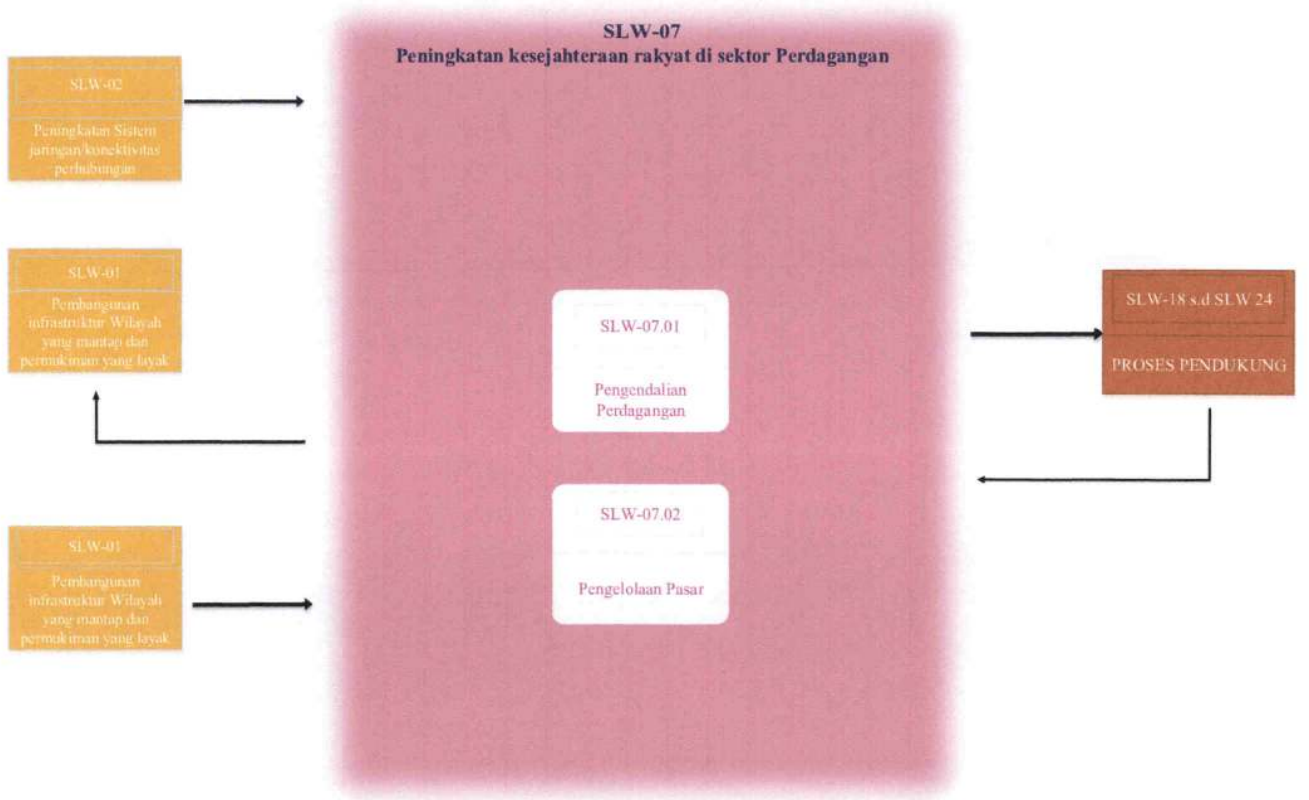 SLW-07
Peningkatan kesejahteraan rakyat di sektor Perdagangan
SLW-02
Peningkatan Sistem
jaringan/konektivitas
perhubungan
SLW-01
Pembangunan
infrastruktur Wilayah
yang mantap dan
permukiman yang layak
SLW-01
Pembangunan
infrastruktur Wilayah
yang mantap dan
permukiman yang layak
SLW-07.01
Pengendalian
Perdagangan
SLW-07.02
Pengelolaan Pasar
SLW-18 s.d SLW 24
PROSES PENDUKUNG